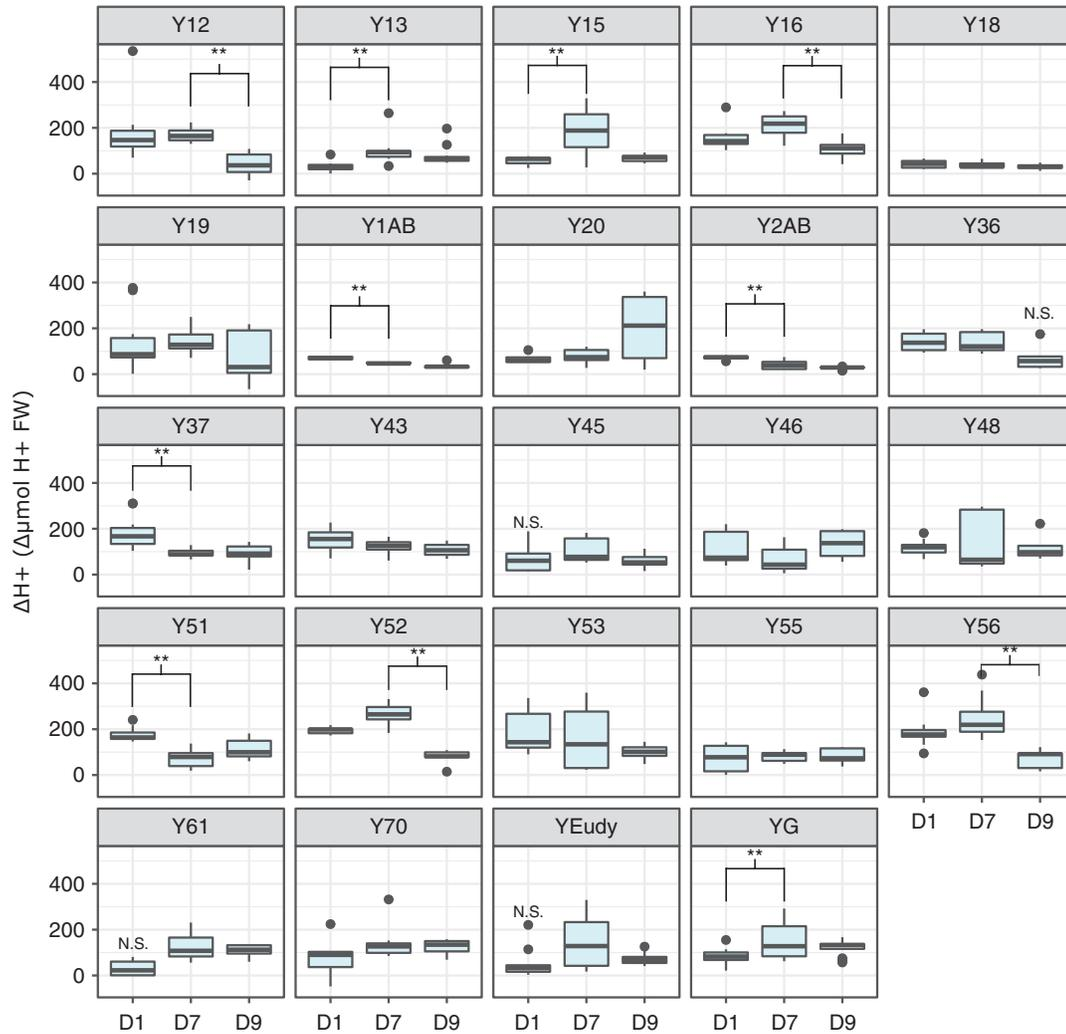 Y12 Y13 Y15 Y16 Y18
** ** ** **
400
200
0
Y19 Y1AB Y20 Y2AB Y36
400
** **
N.S.
200
0
ΔH+ (Δµmol H+ FW)
Y37 Y43 Y45 Y46 Y48
**
400
200
N.S.
0
Y51 Y52 Y53 Y55 Y56
** ** **
400
200
0
D1 D7 D9
Y61 Y70 YEudy YG
**
400
200
N.S. N.S.
0
D1 D7 D9 D1 D7 D9 D1 D7 D9 D1 D7 D9